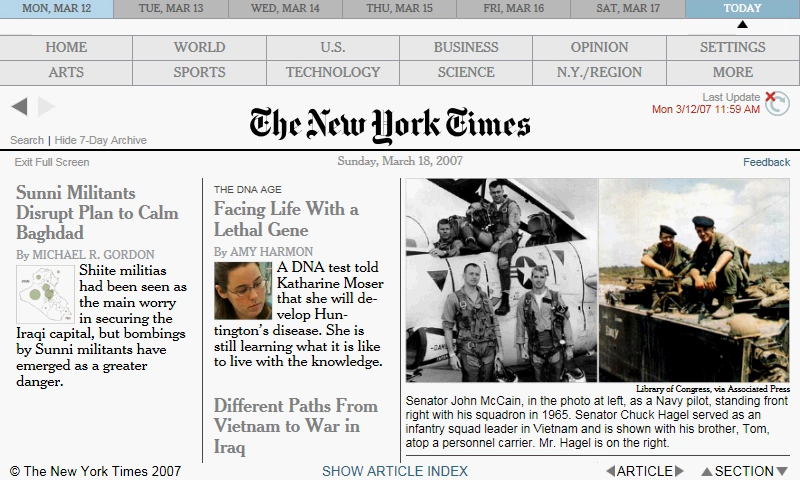 MON, MAR 12 TUE, MAR 13 WED, MAR 14 THU, MAR 15 FRI, MAR 16 SAT, MAR 17 TODAY
HOME WORLD U.S. BUSINESS OPINION SETTINGS
ARTS SPORTS TECHNOLOGY SCIENCE N.Y./REGION MORE
Last Update
Mon 3/12/07 11:59 AM
The New York Times
Search | Hide 7-Day Archive
Exit Full Screen
Sunday, March 18, 2007
Feedback
Sunni Militants
Disrupt Plan to Calm
Baghdad
By MICHAEL R. GORDON
Shiite militias
had been seen as
the main worry
in securing the
Iraqi capital, but bombings
by Sunni militants have
emerged as a greater
danger.
THE DNA AGE
Facing Life With a
Lethal Gene
By AMY HARMON
A DNA test told
Katharine Moser
that she will de-
velop Hun-
tington's disease. She is
still learning what it is like
to live with the knowledge.
Different Paths From
Vietnam to War in
Iraq
Library of Congress, via Associated Press
Senator John McCain, in the photo at left, as a Navy pilot, standing front
right with his squadron in 1965. Senator Chuck Hagel served as an
infantry squad leader in Vietnam and is shown with his brother, Tom,
atop a personnel carrier. Mr. Hagel is on the right.
© The New York Times 2007
SHOW ARTICLE INDEX
ARTICLE
SECTION